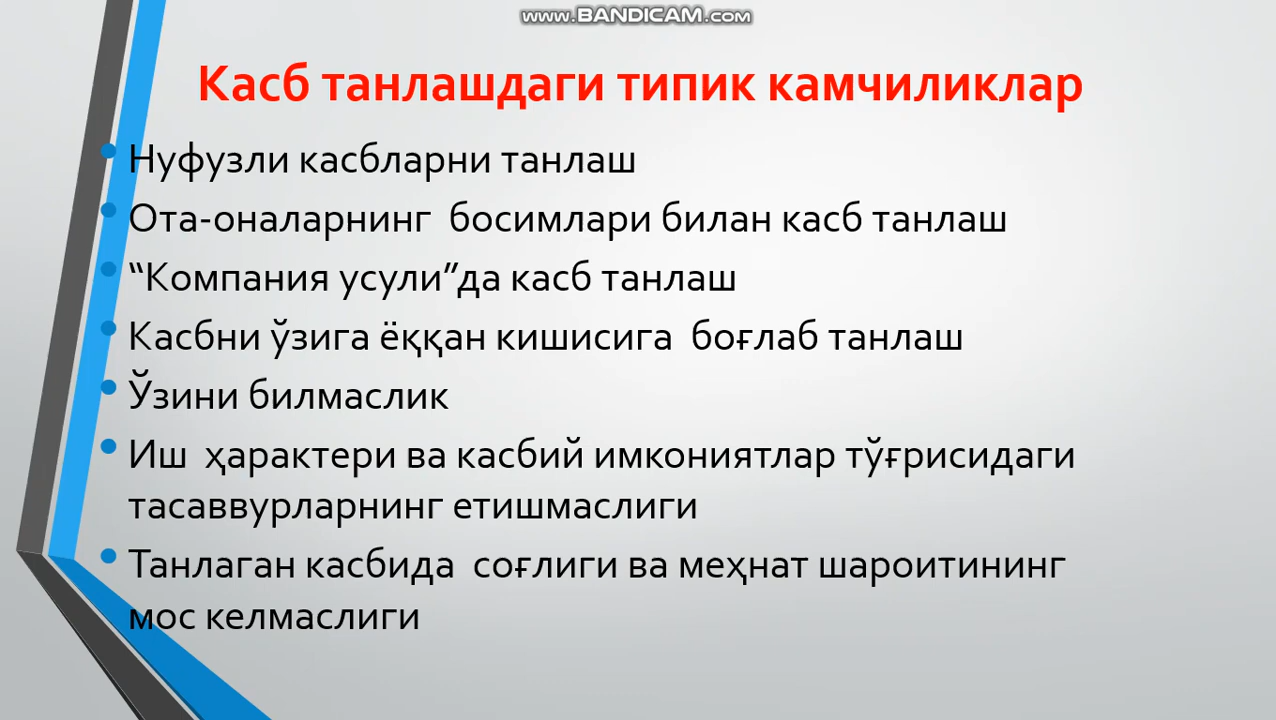 www.BANDICAM.com
Касб танлашдаги типик камчиликлар
• Нуфузли касбларни танлаш
• Ота-оналарнинг босимлари билан касб танлаш
• “Компания усули”да касб танлаш
• Касбни ўзига ёққан кишисига боғлаб танлаш
• Ўзини билмаслик
• Иш ҳарактери ва касбий имкониятлар тўғрисидаги
тасаввурларнинг етишмаслиги
• Танлаган касбида соғлиги ва меҳнат шароитининг
мос келмаслиги